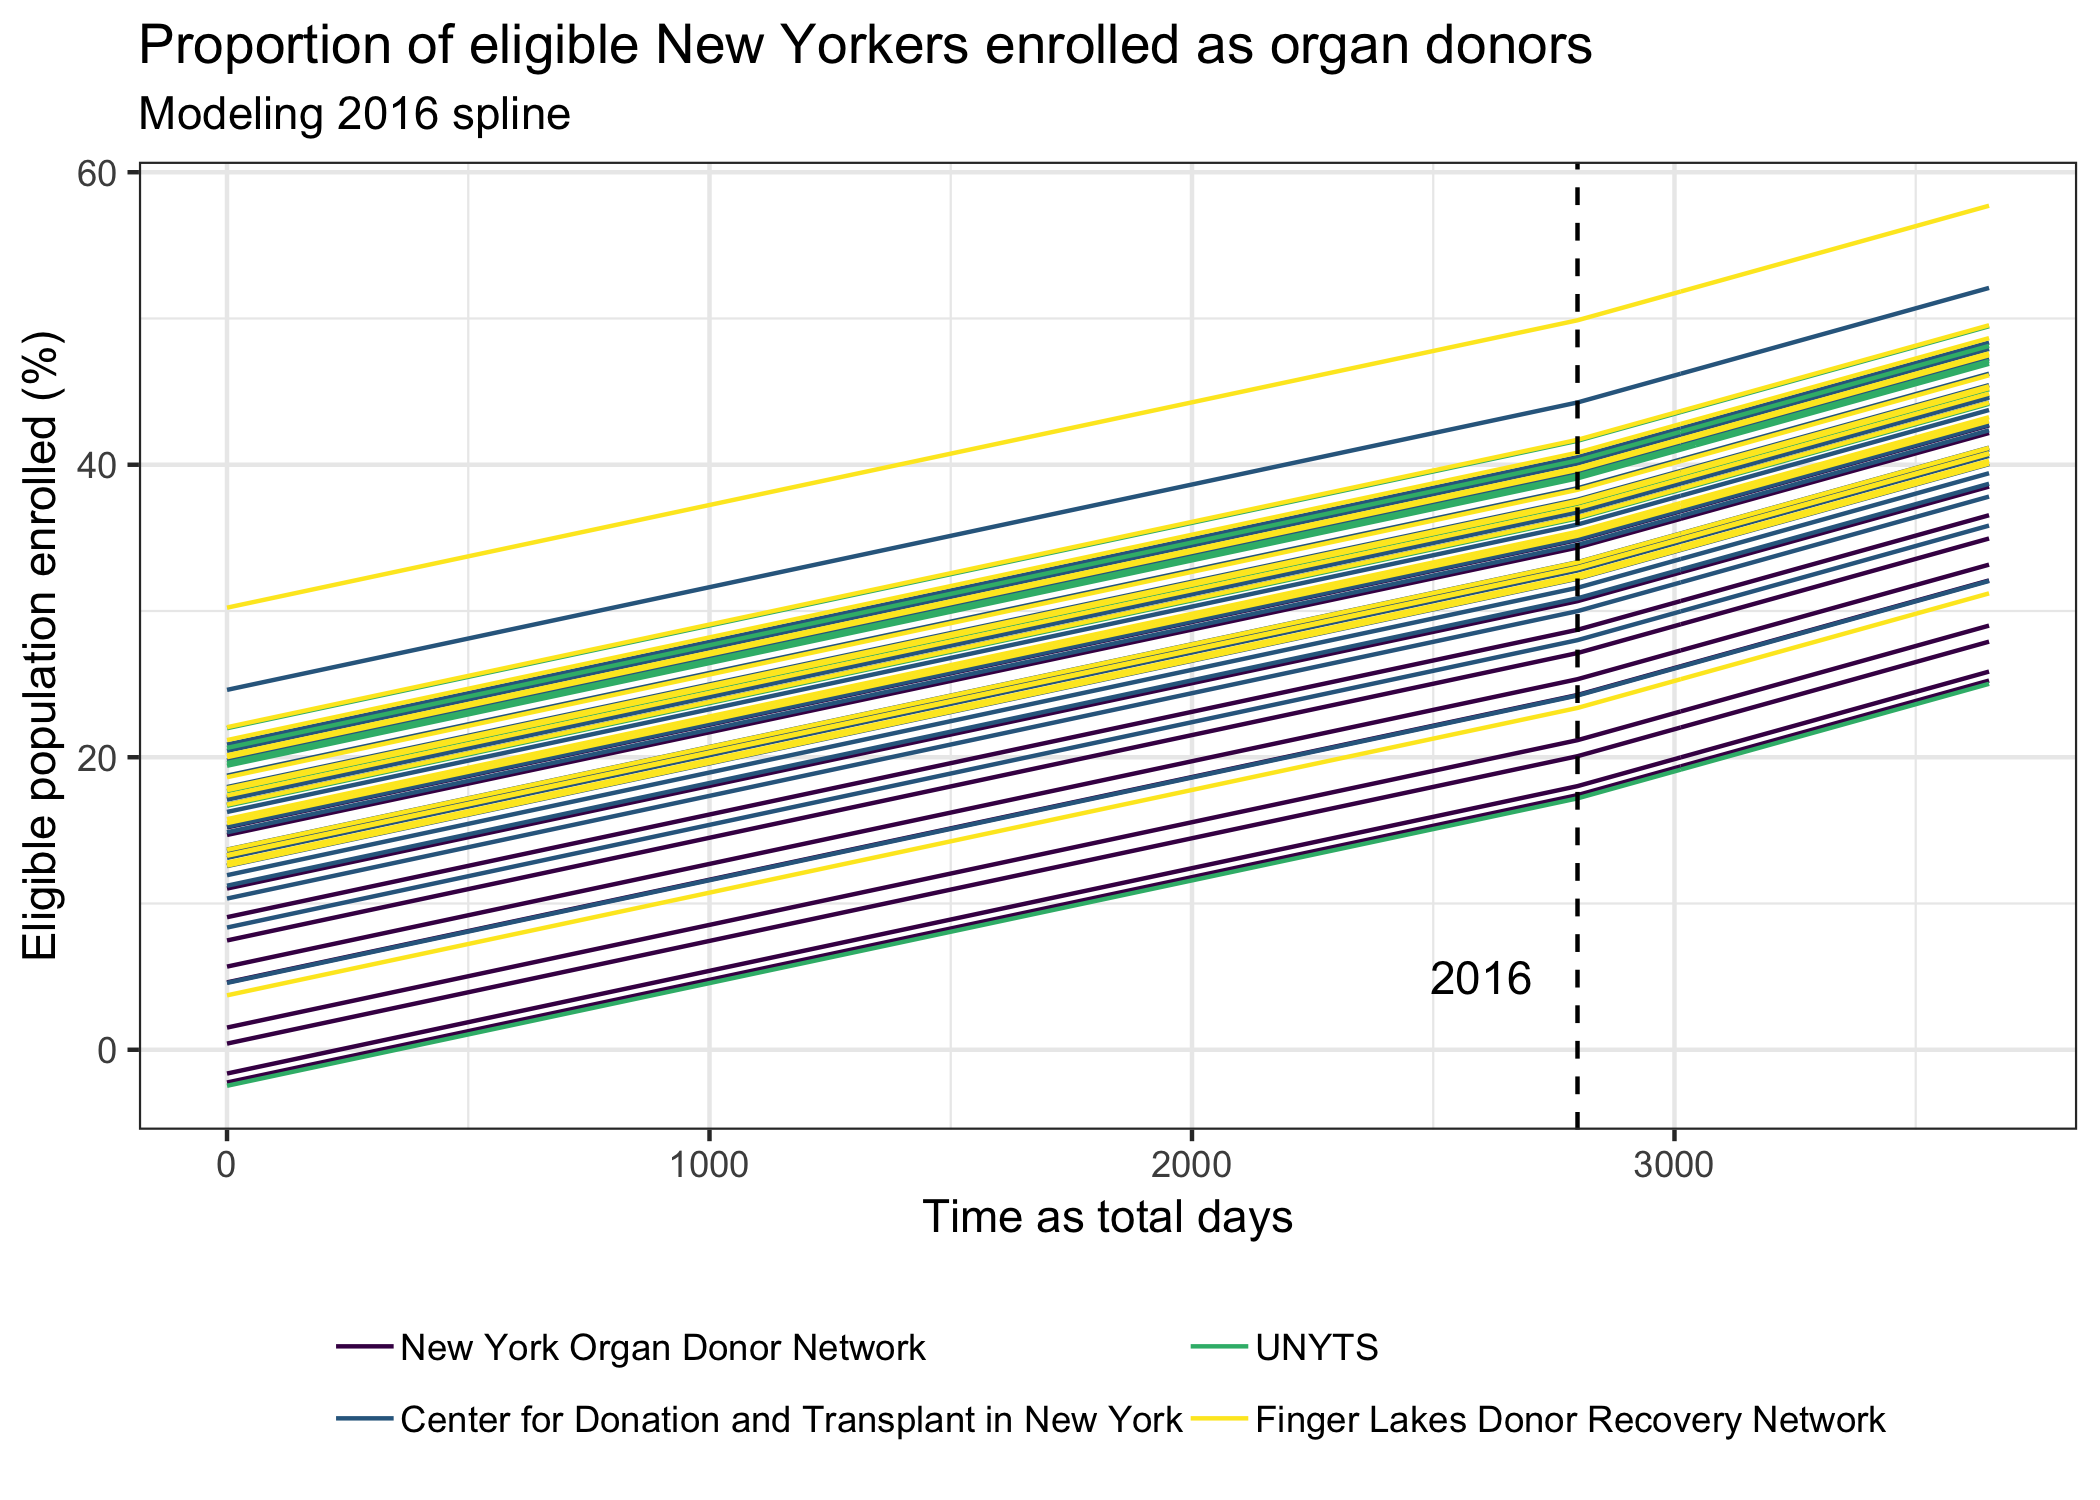 Proportion of eligible New Yorkers enrolled as organ donors
Modeling 2016 spline
Eligible population enrolled (%)
60
40
20
0
2016
0 1000 2000 3000
Time as total days
New York Organ Donor Network UNYTS
Center for Donation and Transplant in New York Finger Lakes Donor Recovery Network